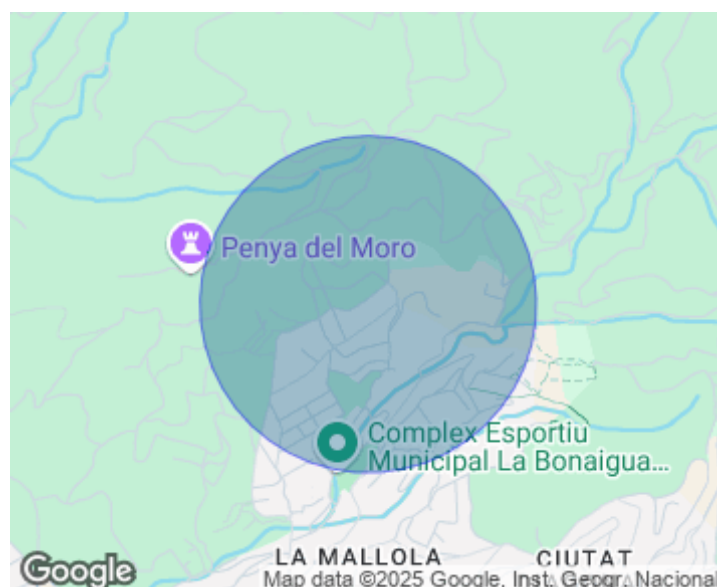 Penya del Moro
Complex Esportiu
Municipal La Bonaigua...
LA MALLOLA
CIUTAT
Google
Map data ©2025 Google, Inst. Geogr. Nacional